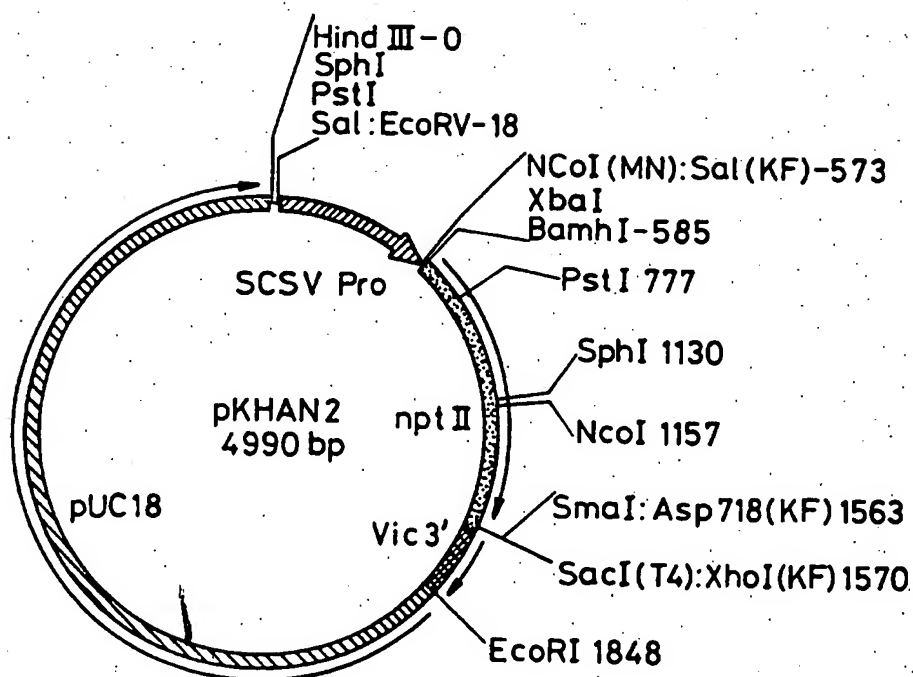 Hind III-0
SphI
PstI
Sal:EcoRV-18
NCoI(MN):Sal(KF)-573
XbaI
BamhI-585
PstI 777
SCSV Pro
SphI 1130
pKHAN2
4990 bp
npt II
NcoI 1157
pUC18
Vic 3'
SmaI:Asp718(KF)1563
SacI(T4):XhoI(KF)1570
EcoRI 1848